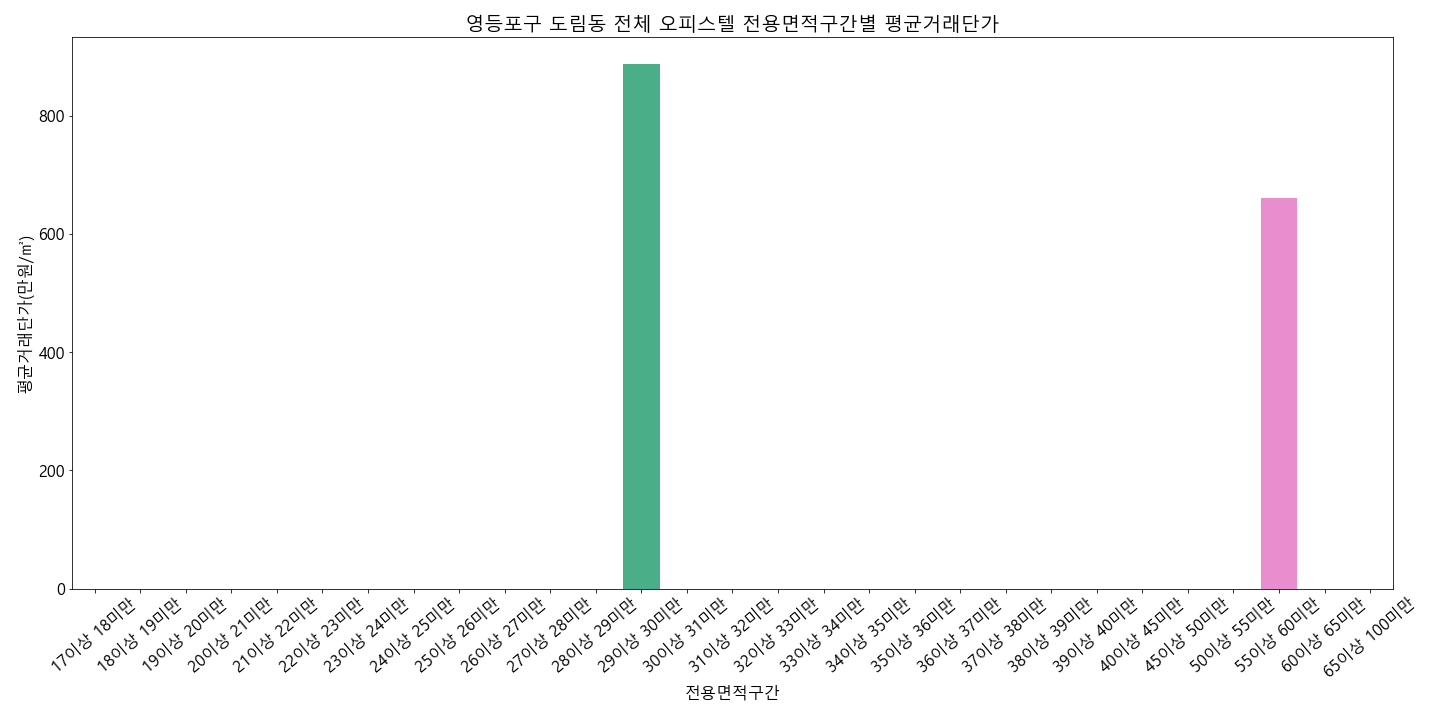 영등포구 도림동 전체 오피스텔 전용면적구간별 평균거래단가
평균거래단가(만원/㎡)
800
600
400
200
0
17이상 18미만
18이상 19미만
19이상 20미만
20이상 21미만
21이상 22미만
22이상 23미만
23이상 24미만
24이상 25미만
25이상 26미만
26이상 27미만
27이상 28미만
28이상 29미만
29이상 30미만
30이상 31미만
31이상 32미만
32이상 33미만
33이상 34미만
34이상 35미만
35이상 36미만
36이상 37미만
37이상 38미만
38이상 39미만
39이상 40미만
40이상 45미만
45이상 50미만
50이상 55미만
55이상 60미만
60이상 65미만
65이상 100미만
전용면적구간